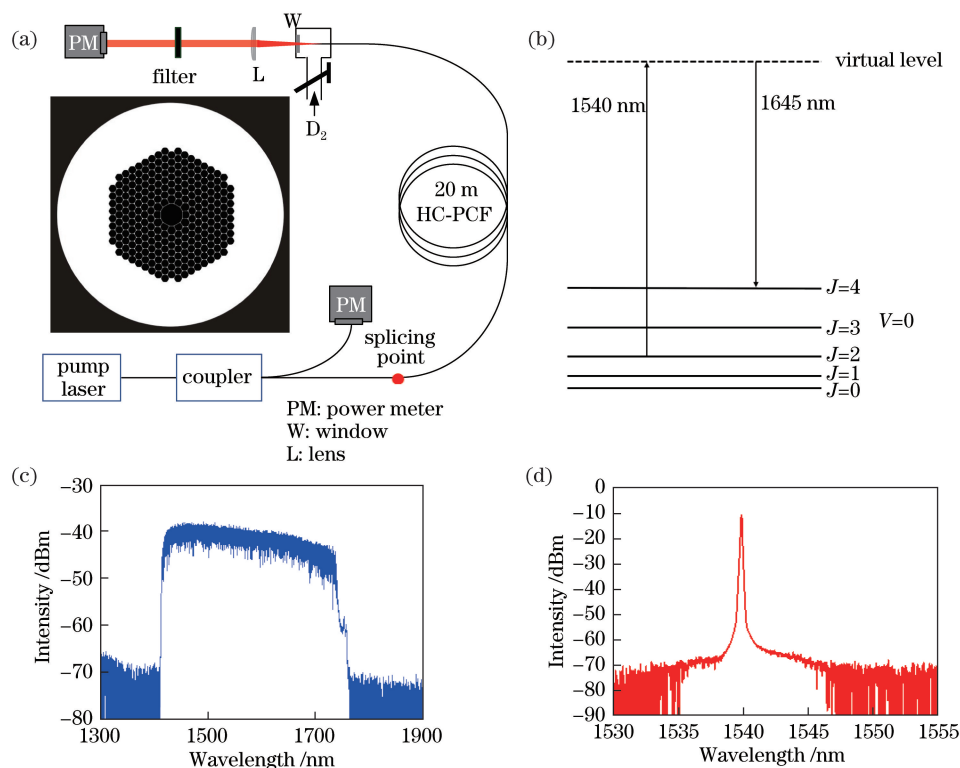 (a)
PM
filter
L
W
D₂
20 m
HC-PCF
PM
splicing
point
pump
laser
coupler
PM: power meter
W: window
L: lens
(b)
virtual level
1540 nm
1645 nm
J=4
J=3
V=0
J=2
J=1
J=0
(c)
−30
−40
−50
−60
−70
−80
Intensity /dBm
1300
1500
1700
1900
Wavelength /nm
(d)
0
−10
−20
−30
−40
−50
−60
−70
−80
−90
Intensity /dBm
1530
1535
1540
1545
1550
1555
Wavelength /nm